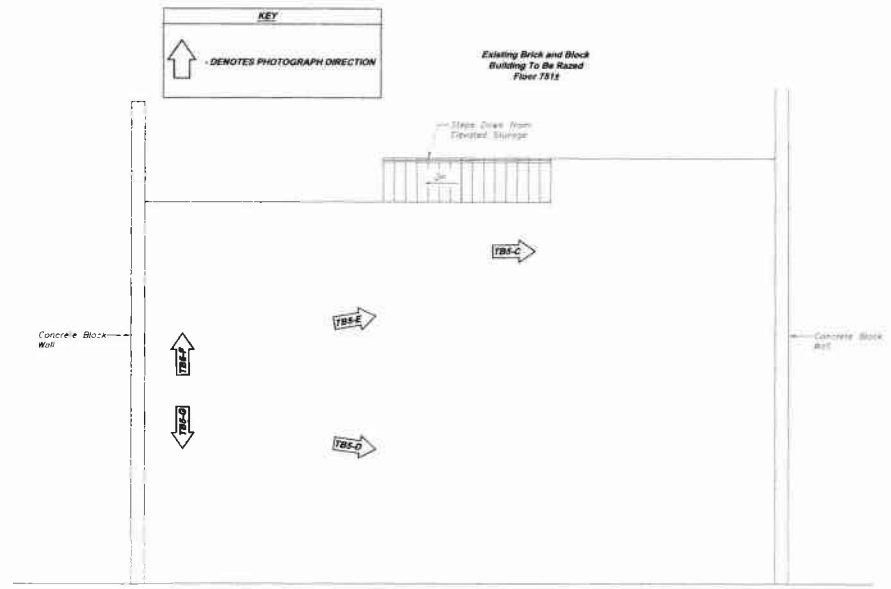 KEY
- DENOTES PHOTOGRAPH DIRECTION
Existing Brick and Block
Building To Be Razed
Floor 781±
Steps Down from
Elevated Storage
Dn
TB5-C
TB5-E
Concrete Block
Wall
Concrete Block
Wall
TB5-F
TB5-G
TB5-D